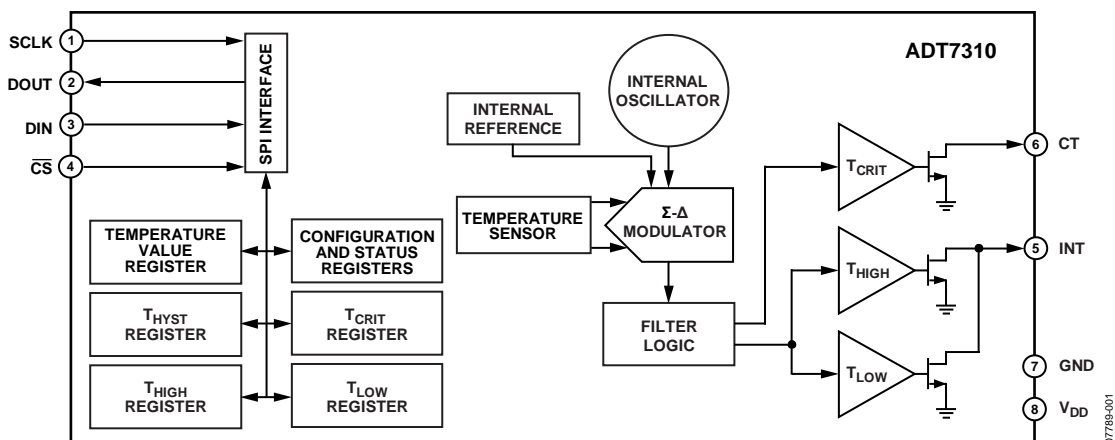 ADT7310
SCLK
1
DOUT
2
DIN
3
CS
4
SPI INTERFACE
TEMPERATURE
VALUE
REGISTER
CONFIGURATION
AND STATUS
REGISTERS
THYST
REGISTER
TCRIT
REGISTER
THIGH
REGISTER
TLOW
REGISTER
INTERNAL
REFERENCE
INTERNAL
OSCILLATOR
TEMPERATURE
SENSOR
Σ-Δ
MODULATOR
FILTER
LOGIC
TCRIT
THIGH
TLOW
6
CT
5
INT
7
GND
8
VDD
07789-001